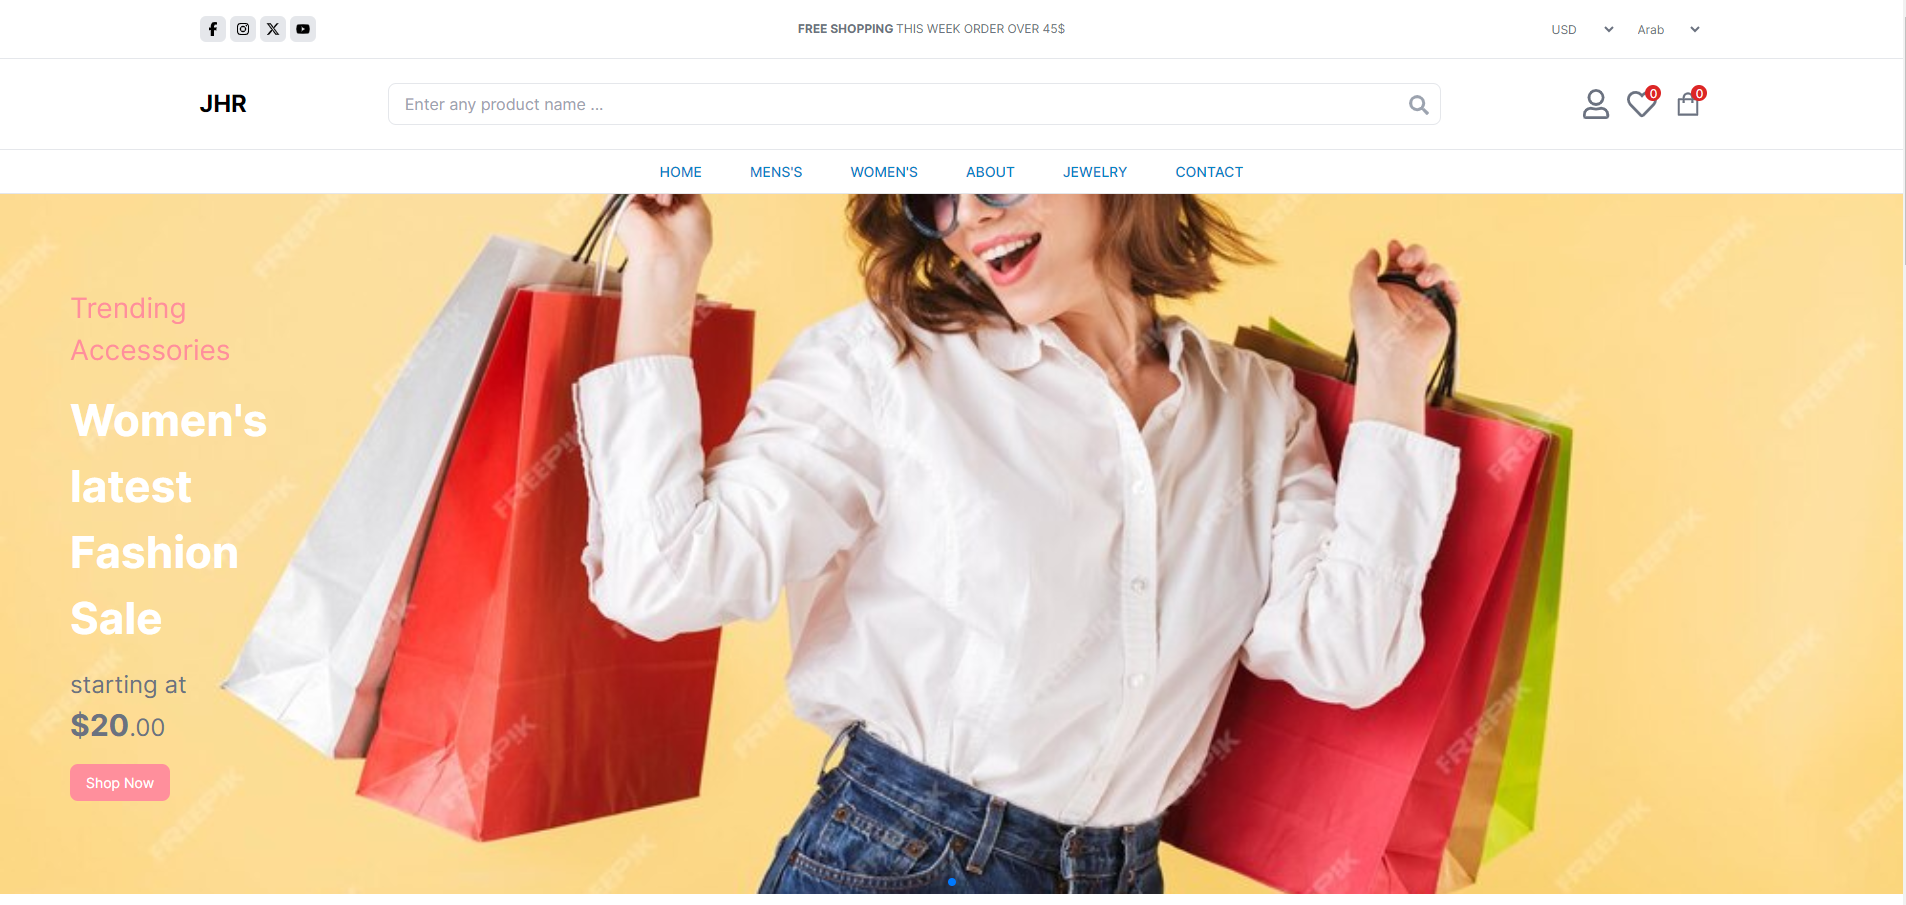 FREE SHOPPING THIS WEEK ORDER OVER 45$
USD
Arab
JHR
Enter any product name ...
0
0
HOME
MENS'S
WOMEN'S
ABOUT
JEWELRY
CONTACT
Trending
Accessories
Women's
latest
Fashion
Sale
starting at
$20.00
Shop Now
FREEPIK